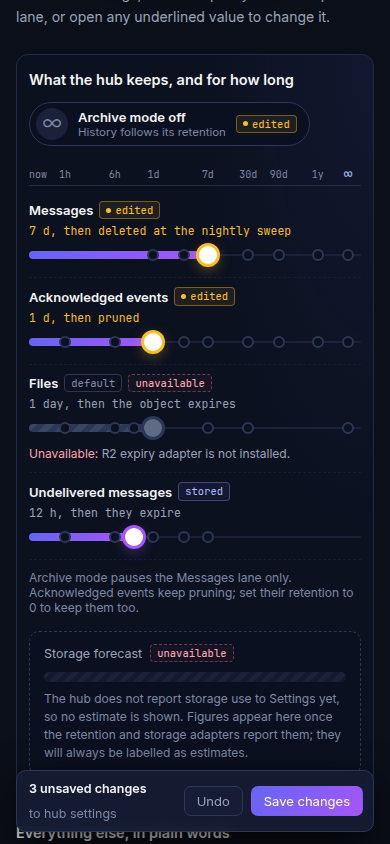 lane, or open any underlined value to change it.
What the hub keeps, and for how long
Archive mode off
History follows its retention
edited
now 1h 6h 1d 7d 30d 90d 1y ∞
Messages edited
7 d, then deleted at the nightly sweep
Acknowledged events edited
1 d, then pruned
Files default unavailable
1 day, then the object expires
Unavailable: R2 expiry adapter is not installed.
Undelivered messages stored
12 h, then they expire
Archive mode pauses the Messages lane only.
Acknowledged events keep pruning; set their retention to
0 to keep them too.
Storage forecast unavailable
The hub does not report storage use to Settings yet,
so no estimate is shown. Figures appear here once
the retention and storage adapters report them; they
will always be labelled as estimates.
3 unsaved changes
to hub settings
Undo
Save changes
Everything else, in plain words